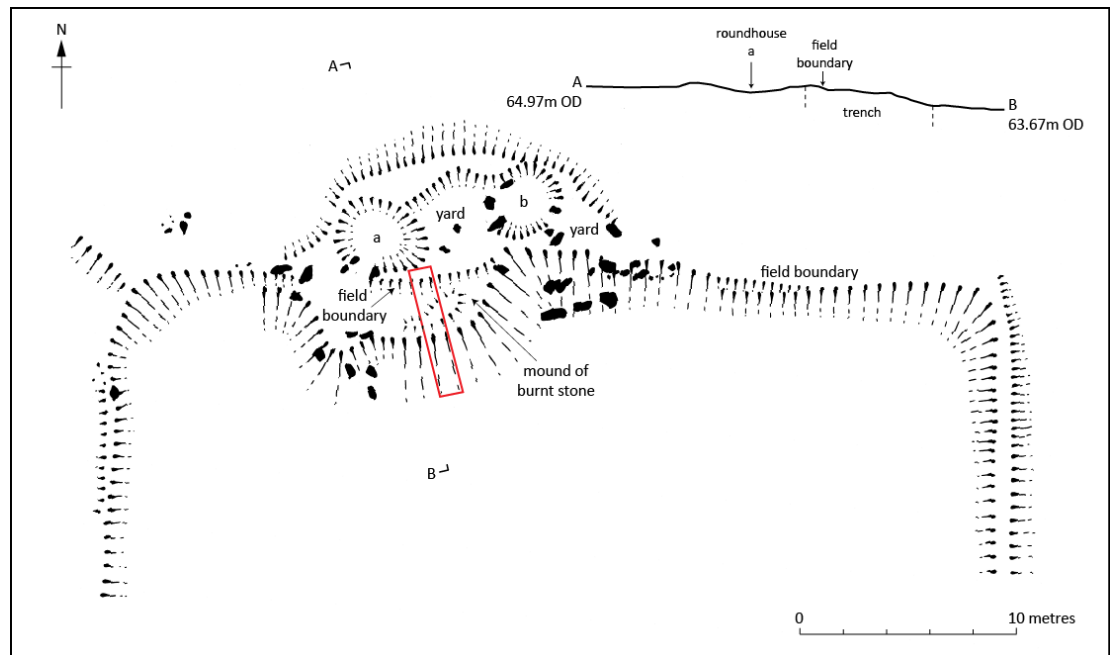 N
A
roundhouse
a
field
boundary
A
64.97m OD
B
63.67m OD
trench
b
yard
a
yard
field boundary
field
boundary
mound of
burnt stone
B
0
10 metres